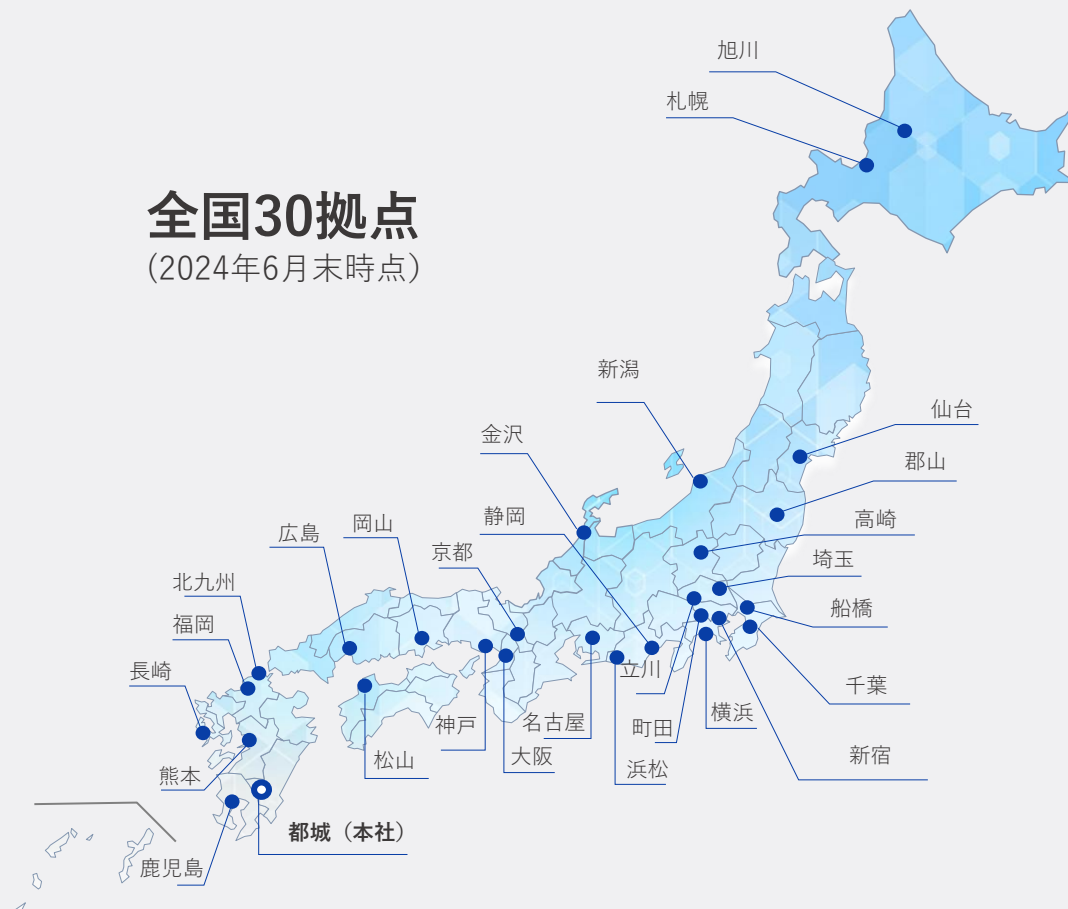 旭川
札幌
全国30拠点
(2024年6月末時点)
新潟
仙台
金沢
郡山
静岡
高崎
岡山
広島
京都
埼玉
北九州
船橋
福岡
長崎
立川
千葉
横浜
名古屋
神戸
町田
新宿
大阪
松山
浜松
熊本
都城（本社）
鹿児島